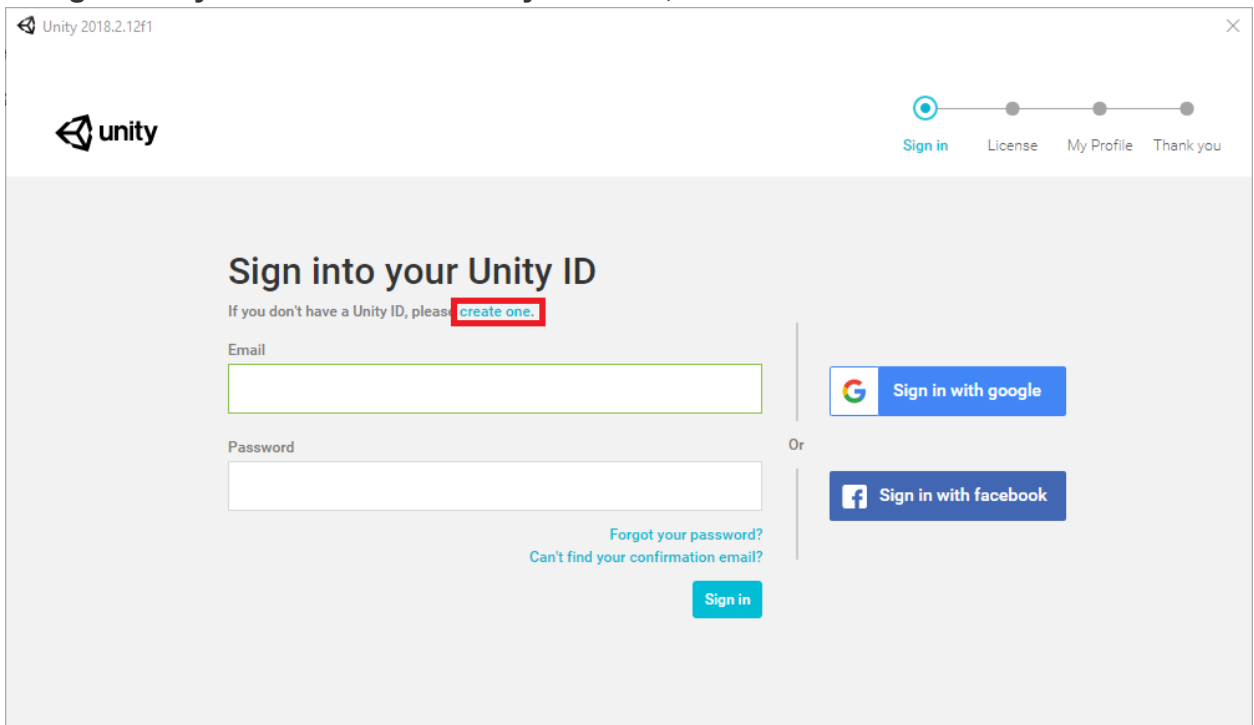 Unity 2018.2.12f1
unity
Sign in License My Profile Thank you
Sign into your Unity ID
If you don't have a Unity ID, please create one.
Email
Sign in with google
Password
Or
Sign in with facebook
Forgot your password?
Can't find your confirmation email?
Sign in